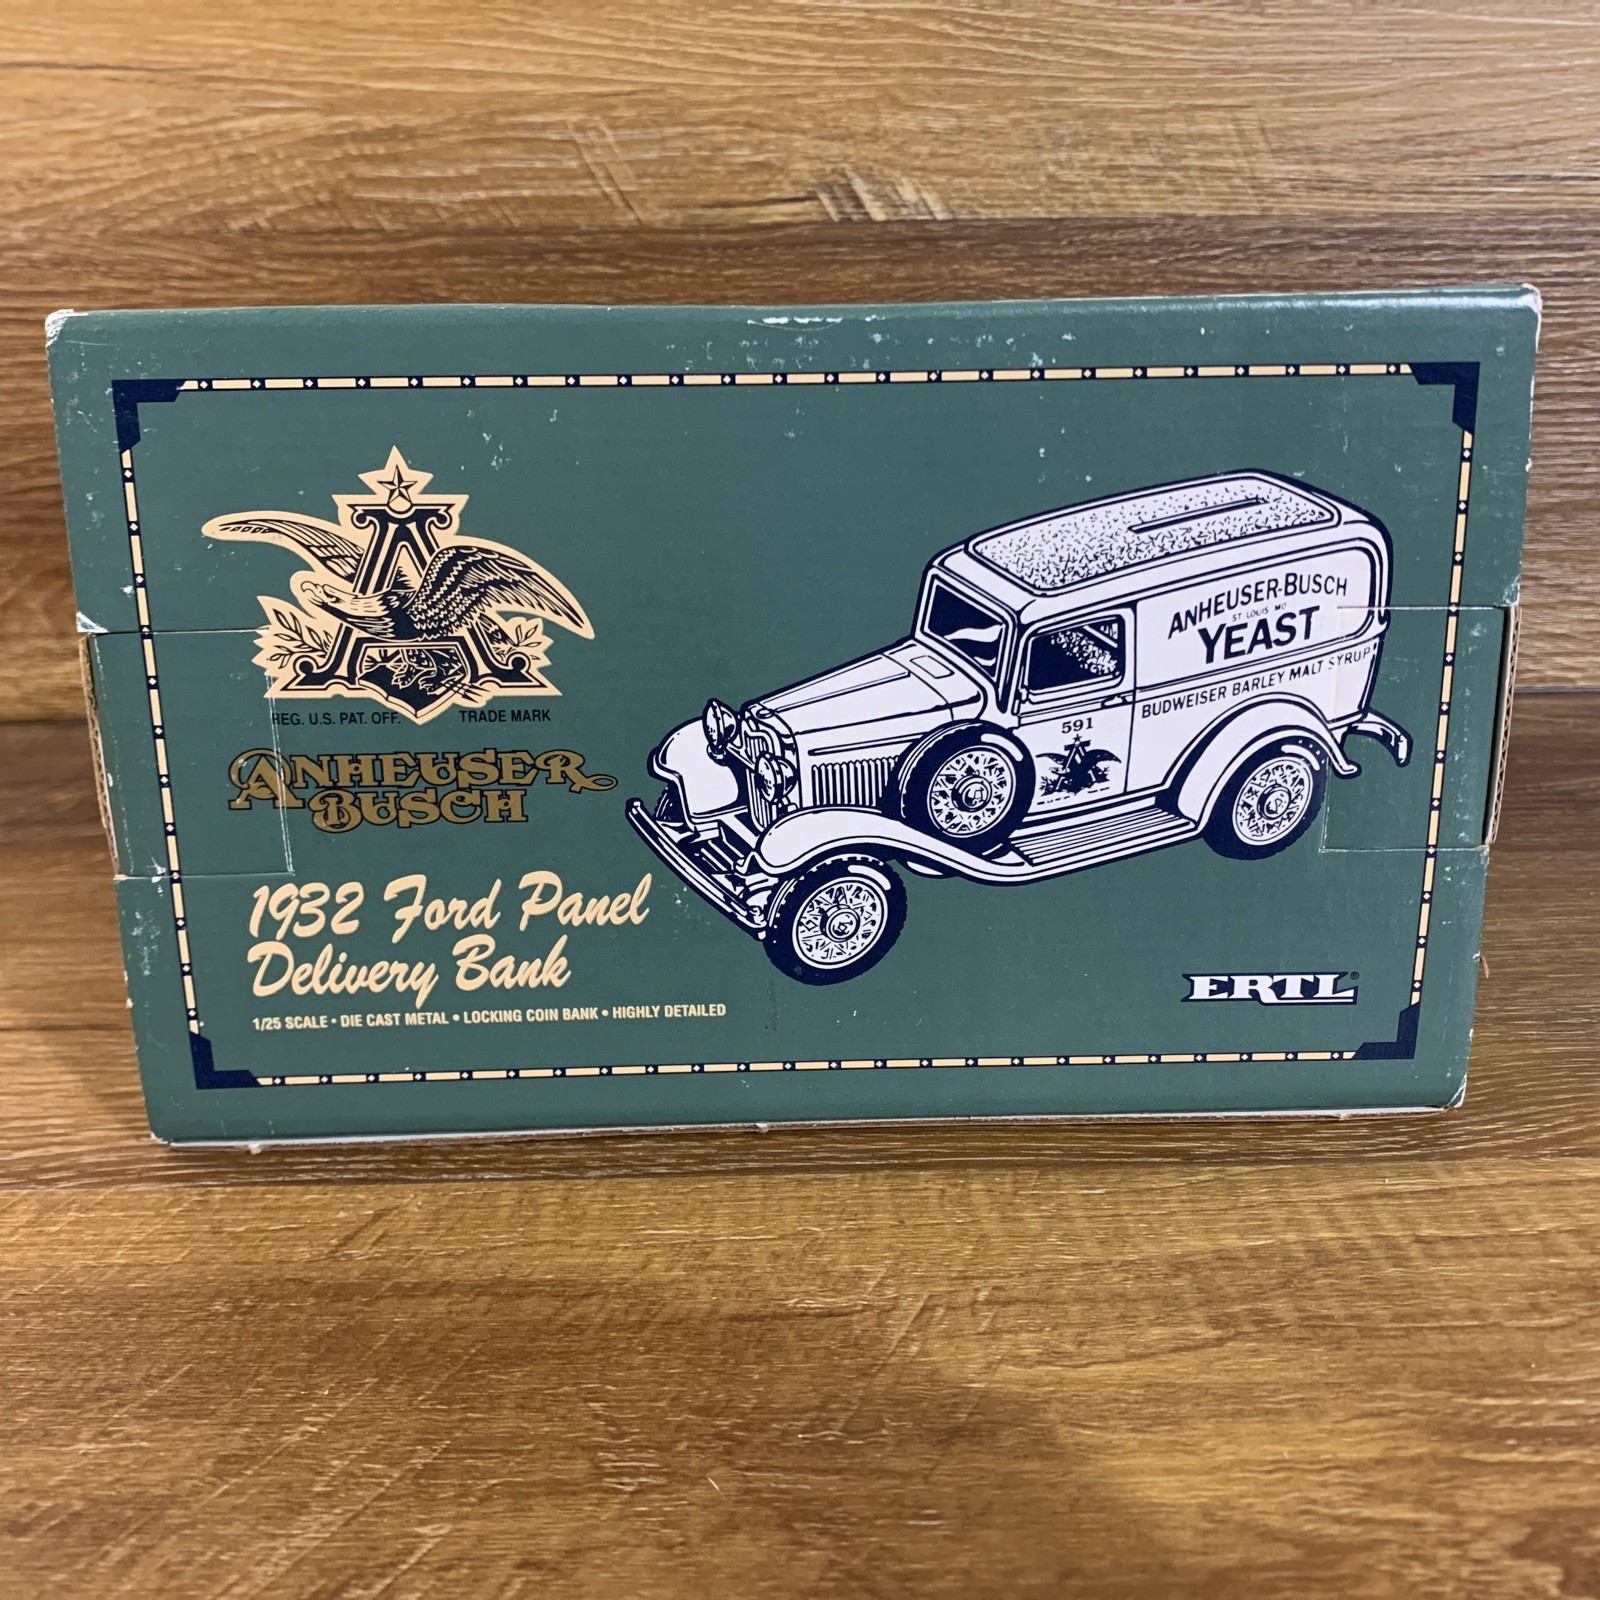 REG. U.S. PAT. OFF. TRADE MARK
ANHEUSER
BUSCH
1932 Ford Panel
Delivery Bank
1/25 SCALE • DIE CAST METAL • LOCKING COIN BANK • HIGHLY DETAILED
ANHEUSER-BUSCH
ST LOUIS MO
YEAST
BUDWEISER BARLEY MALT SYRUP
591
ERTL®